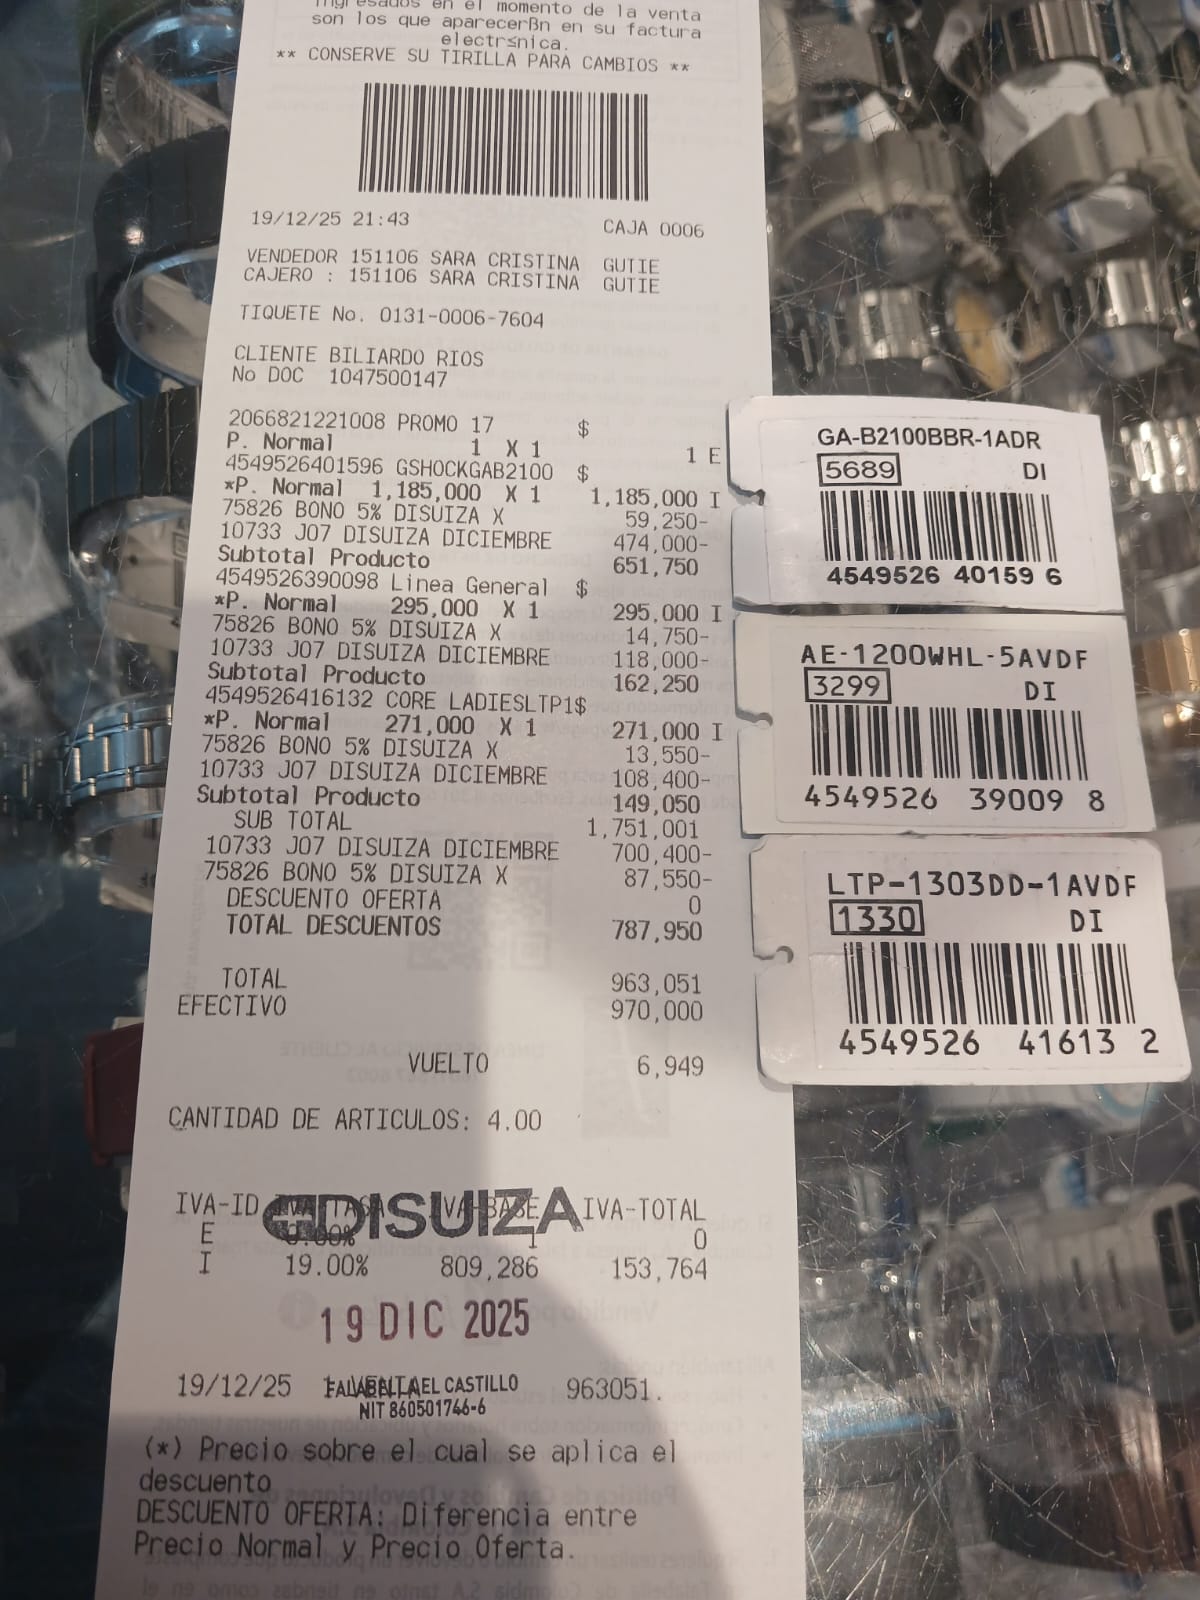 ingresados en el momento de la venta
son los que aparecerßn en su factura
electr≤nica.
** CONSERVE SU TIRILLA PARA CAMBIOS **
19/12/25 21:43 CAJA 0006
VENDEDOR 151106 SARA CRISTINA GUTIE
CAJERO : 151106 SARA CRISTINA GUTIE
TIQUETE No. 0131-0006-7604
CLIENTE BILIARDO RIOS
No DOC 1047500147
2066821221008 PROMO 17 $
P. Normal 1 X 1 1 E
4549526401596 GSHOCKGAB2100 $
*P. Normal 1,185,000 X 1 1,185,000 I
75826 BONO 5% DISUIZA X 59,250-
10733 J07 DISUIZA DICIEMBRE 474,000-
Subtotal Producto 651,750
4549526390098 Linea General $
*P. Normal 295,000 X 1 295,000 I
75826 BONO 5% DISUIZA X 14,750-
10733 J07 DISUIZA DICIEMBRE 118,000-
Subtotal Producto 162,250
4549526416132 CORE LADIESLTP1$
*P. Normal 271,000 X 1 271,000 I
75826 BONO 5% DISUIZA X 13,550-
10733 J07 DISUIZA DICIEMBRE 108,400-
Subtotal Producto 149,050
SUB TOTAL 1,751,001
10733 J07 DISUIZA DICIEMBRE 700,400-
75826 BONO 5% DISUIZA X 87,550-
DESCUENTO OFERTA 0
TOTAL DESCUENTOS 787,950
TOTAL 963,051
EFECTIVO 970,000
VUELTO 6,949
CANTIDAD DE ARTICULOS: 4.00
IVA-ID IVA-TASA IVA-BASE IVA-TOTAL
DISUIZA
E 0.00% 1 0
I 19.00% 809,286 153,764
19 DIC 2025
19/12/25 VENTA 963051.
FALABELLA EL CASTILLO
NIT 860501746-6
(*) Precio sobre el cual se aplica el
descuento
DESCUENTO OFERTA: Diferencia entre
Precio Normal y Precio Oferta.
GA-B2100BBR-1ADR
5689 DI
4549526 40159 6
AE-1200WHL-5AVDF
3299 DI
4549526 39009 8
LTP-1303DD-1AVDF
1330 DI
4549526 41613 2